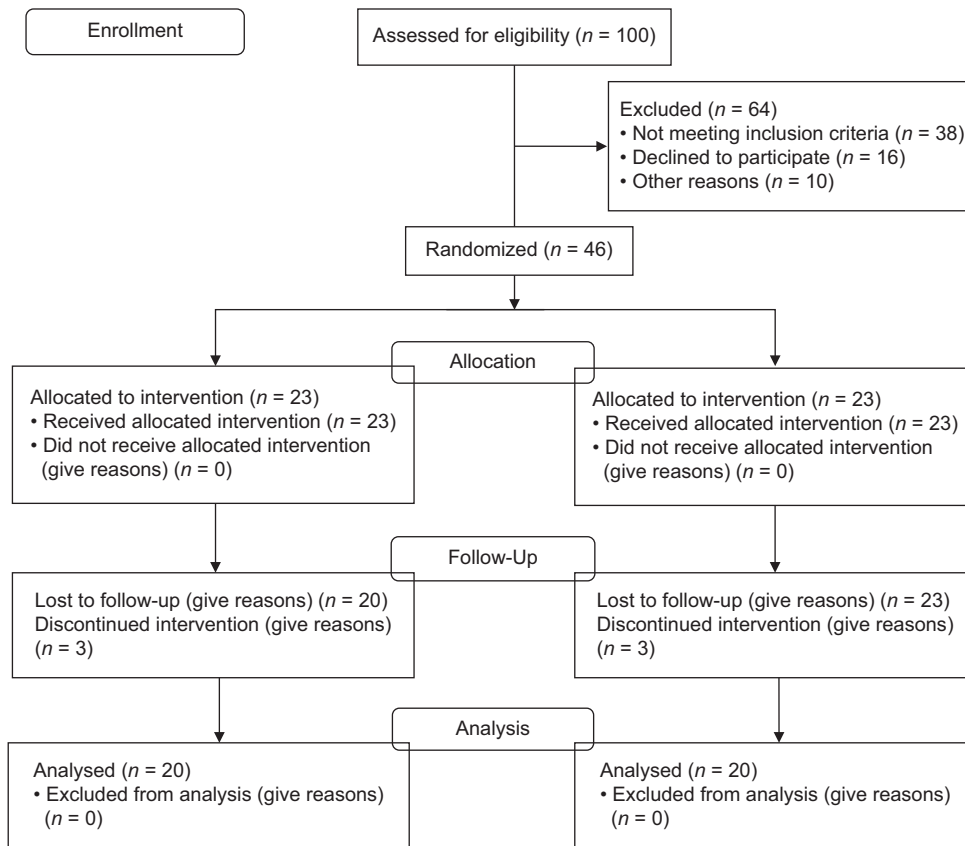 Enrollment
Assessed for eligibility (n = 100)
Excluded (n = 64)
• Not meeting inclusion criteria (n = 38)
• Declined to participate (n = 16)
• Other reasons (n = 10)
Randomized (n = 46)
Allocation
Allocated to intervention (n = 23)
• Received allocated intervention (n = 23)
• Did not receive allocated intervention
(give reasons) (n = 0)
Allocated to intervention (n = 23)
• Received allocated intervention (n = 23)
• Did not receive allocated intervention
(give reasons) (n = 0)
Follow-Up
Lost to follow-up (give reasons) (n = 20)
Discontinued intervention (give reasons)
(n = 3)
Lost to follow-up (give reasons) (n = 23)
Discontinued intervention (give reasons)
(n = 3)
Analysis
Analysed (n = 20)
• Excluded from analysis (give reasons)
(n = 0)
Analysed (n = 20)
• Excluded from analysis (give reasons)
(n = 0)